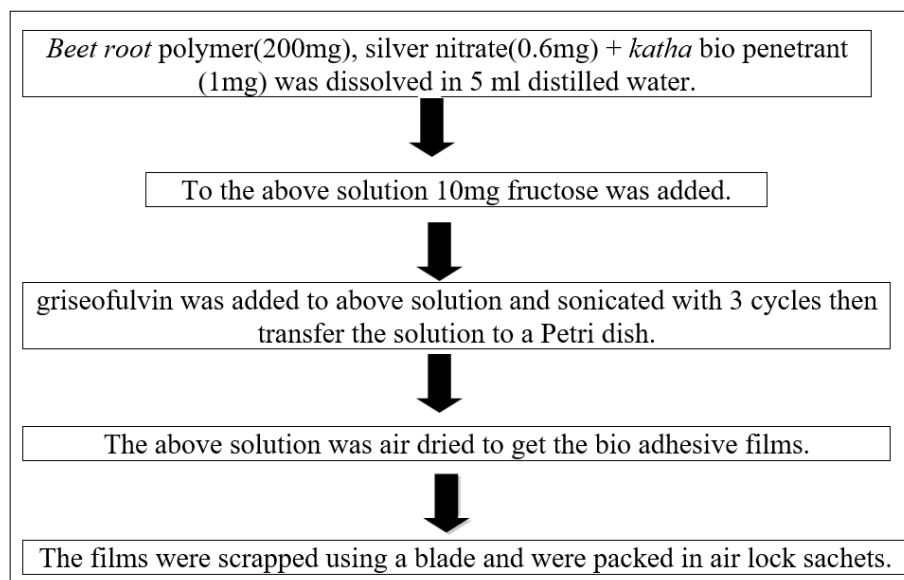 Beet root polymer(200mg), silver nitrate(0.6mg) + katha bio penetrant
(1mg) was dissolved in 5 ml distilled water.
To the above solution 10mg fructose was added.
griseofulvin was added to above solution and sonicated with 3 cycles then
transfer the solution to a Petri dish.
The above solution was air dried to get the bio adhesive films.
The films were scrapped using a blade and were packed in air lock sachets.